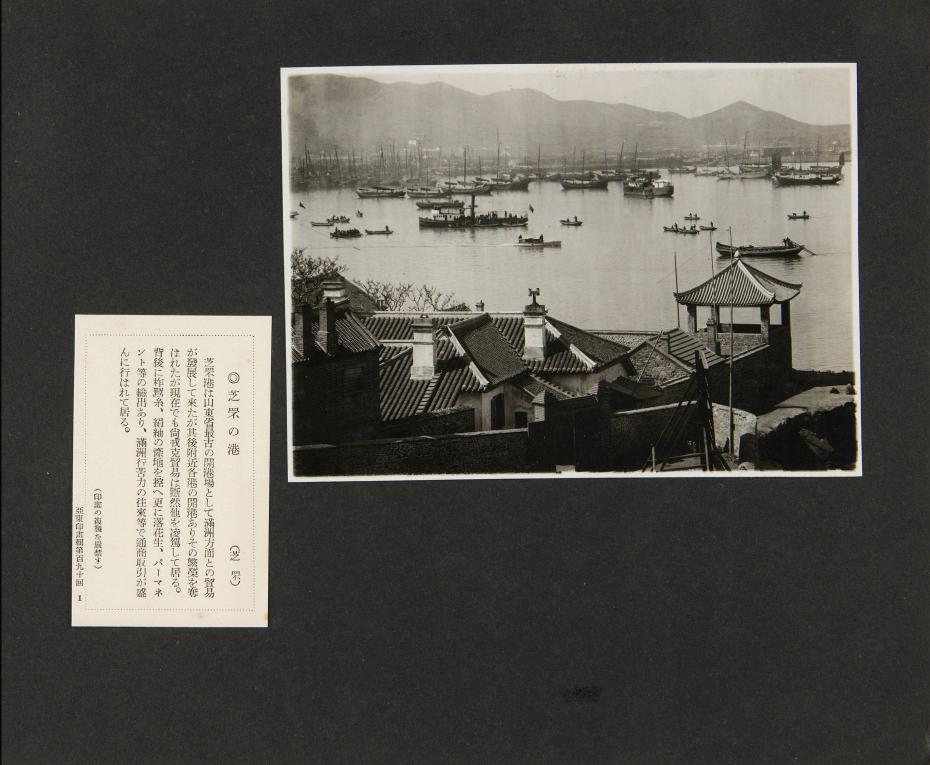 ◎芝罘の港
(芝罘)
芝罘港は山東省最古の開港場として滿洲方面との貿易
が發展して來たが其後附近各港の開港ありその繁榮を奪
はれたが現在でも尙戎克貿易は斷然他を凌駕して居る。
背後に柞蠶糸、絹紬の產地を控へ更に落花生、パーマネ
ント等の輸出あり、滿洲行苦力の往來等で通商取引が盛
んに行はれて居る。
(印畫の複製を嚴禁す)
亞東印畫輯第百九十回 1